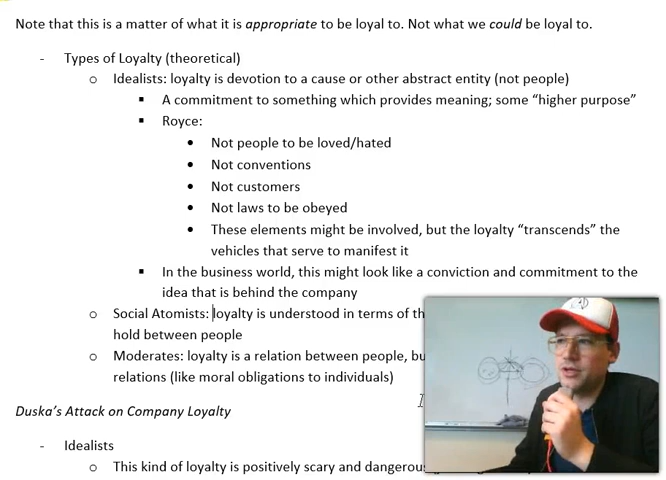 Note that this is a matter of what it is appropriate to be loyal to. Not what we could be loyal to.
- Types of Loyalty (theoretical)
o Idealists: loyalty is devotion to a cause or other abstract entity (not people)
▪ A commitment to something which provides meaning; some “higher purpose”
▪ Royce:
• Not people to be loved/hated
• Not conventions
• Not customers
• Not laws to be obeyed
• These elements might be involved, but the loyalty “transcends” the
vehicles that serve to manifest it
▪ In the business world, this might look like a conviction and commitment to the
idea that is behind the company
o Social Atomists: loyalty is understood in terms of
hold between people
o Moderates: loyalty is a relation between people,
relations (like moral obligations to individuals)
Duska’s Attack on Company Loyalty
- Idealists
o This kind of loyalty is positively scary and